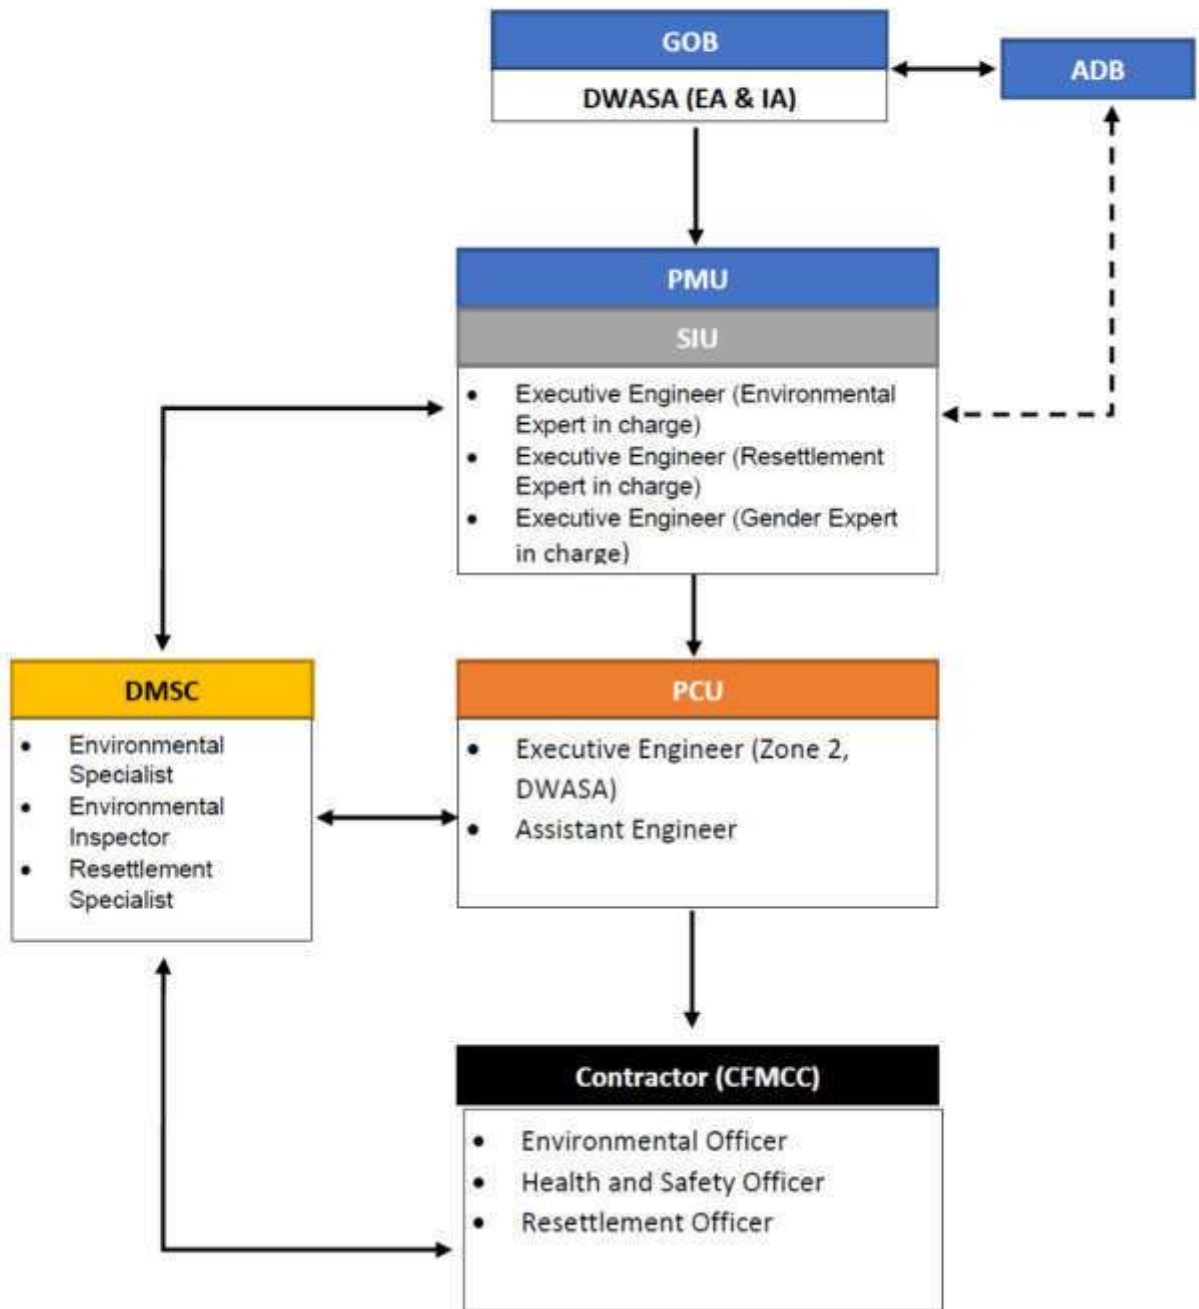 GOB
DWASA (EA & IA)
ADB
PMU
SIU
• Executive Engineer (Environmental
Expert in charge)
• Executive Engineer (Resettlement
Expert in charge)
• Executive Engineer (Gender Expert
in charge)
DMSC
• Environmental
Specialist
• Environmental
Inspector
• Resettlement
Specialist
PCU
• Executive Engineer (Zone 2,
DWASA)
• Assistant Engineer
Contractor (CFMCC)
• Environmental Officer
• Health and Safety Officer
• Resettlement Officer